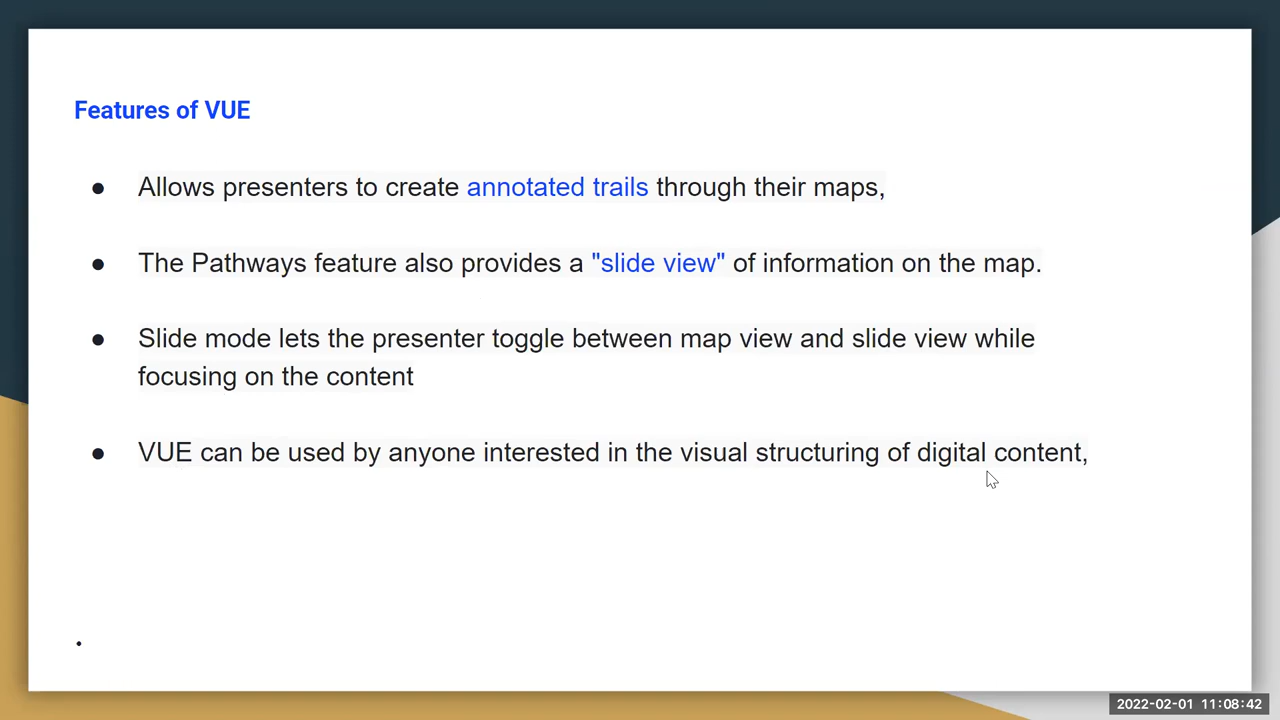 Features of VUE
● Allows presenters to create annotated trails through their maps,
● The Pathways feature also provides a "slide view" of information on the map.
● Slide mode lets the presenter toggle between map view and slide view while
focusing on the content
● VUE can be used by anyone interested in the visual structuring of digital content,
.
2022-02-01 11:08:42